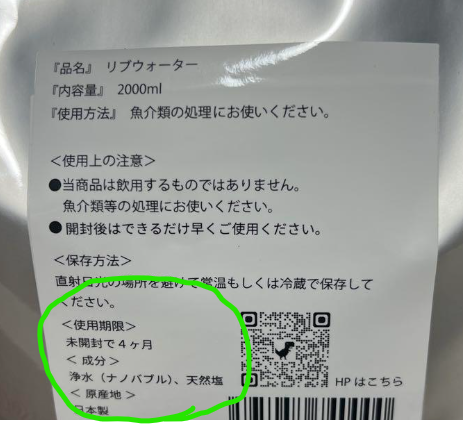 『品名』 リブウォーター
『内容量』 2000ml
『使用方法』 魚介類の処理にお使いください。
＜使用上の注意＞
●当商品は飲用するものではありません。
魚介類等の処理にお使いください。
●開封後はできるだけ早くご使用ください。
＜保存方法＞
直射日光の場所を避けて常温もしくは冷蔵で保存して
ください。
＜使用期限＞
未開封で４ヶ月
＜成分＞
浄水（ナノバブル）、天然塩
＜原産地＞
日本製
HPはこちら